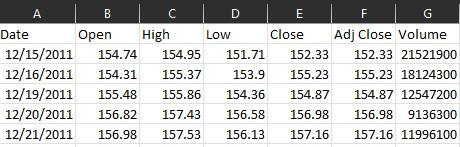 A B C D E F G
Date Open High Low Close Adj Close Volume
12/15/2011 154.74 154.95 151.71 152.33 152.33 21521900
12/16/2011 154.31 155.37 153.9 155.23 155.23 18124300
12/19/2011 155.48 155.86 154.36 154.87 154.87 12547200
12/20/2011 156.82 157.43 156.58 156.98 156.98 9136300
12/21/2011 156.98 157.53 156.13 157.16 157.16 11996100